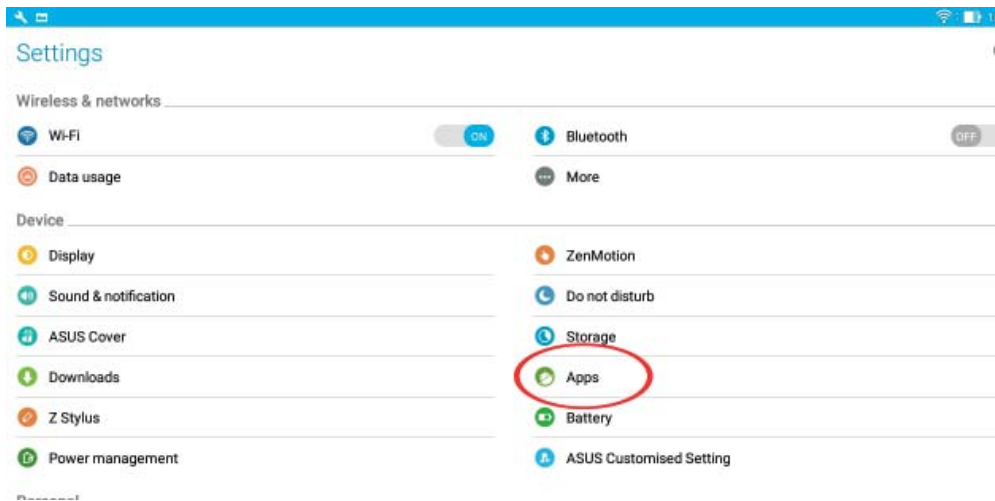 Settings
Wireless & networks
Wi-Fi ON
Bluetooth OFF
Data usage
More
Device
Display
ZenMotion
Sound & notification
Do not disturb
ASUS Cover
Storage
Downloads
Apps
Z Stylus
Battery
Power management
ASUS Customised Setting
Personal